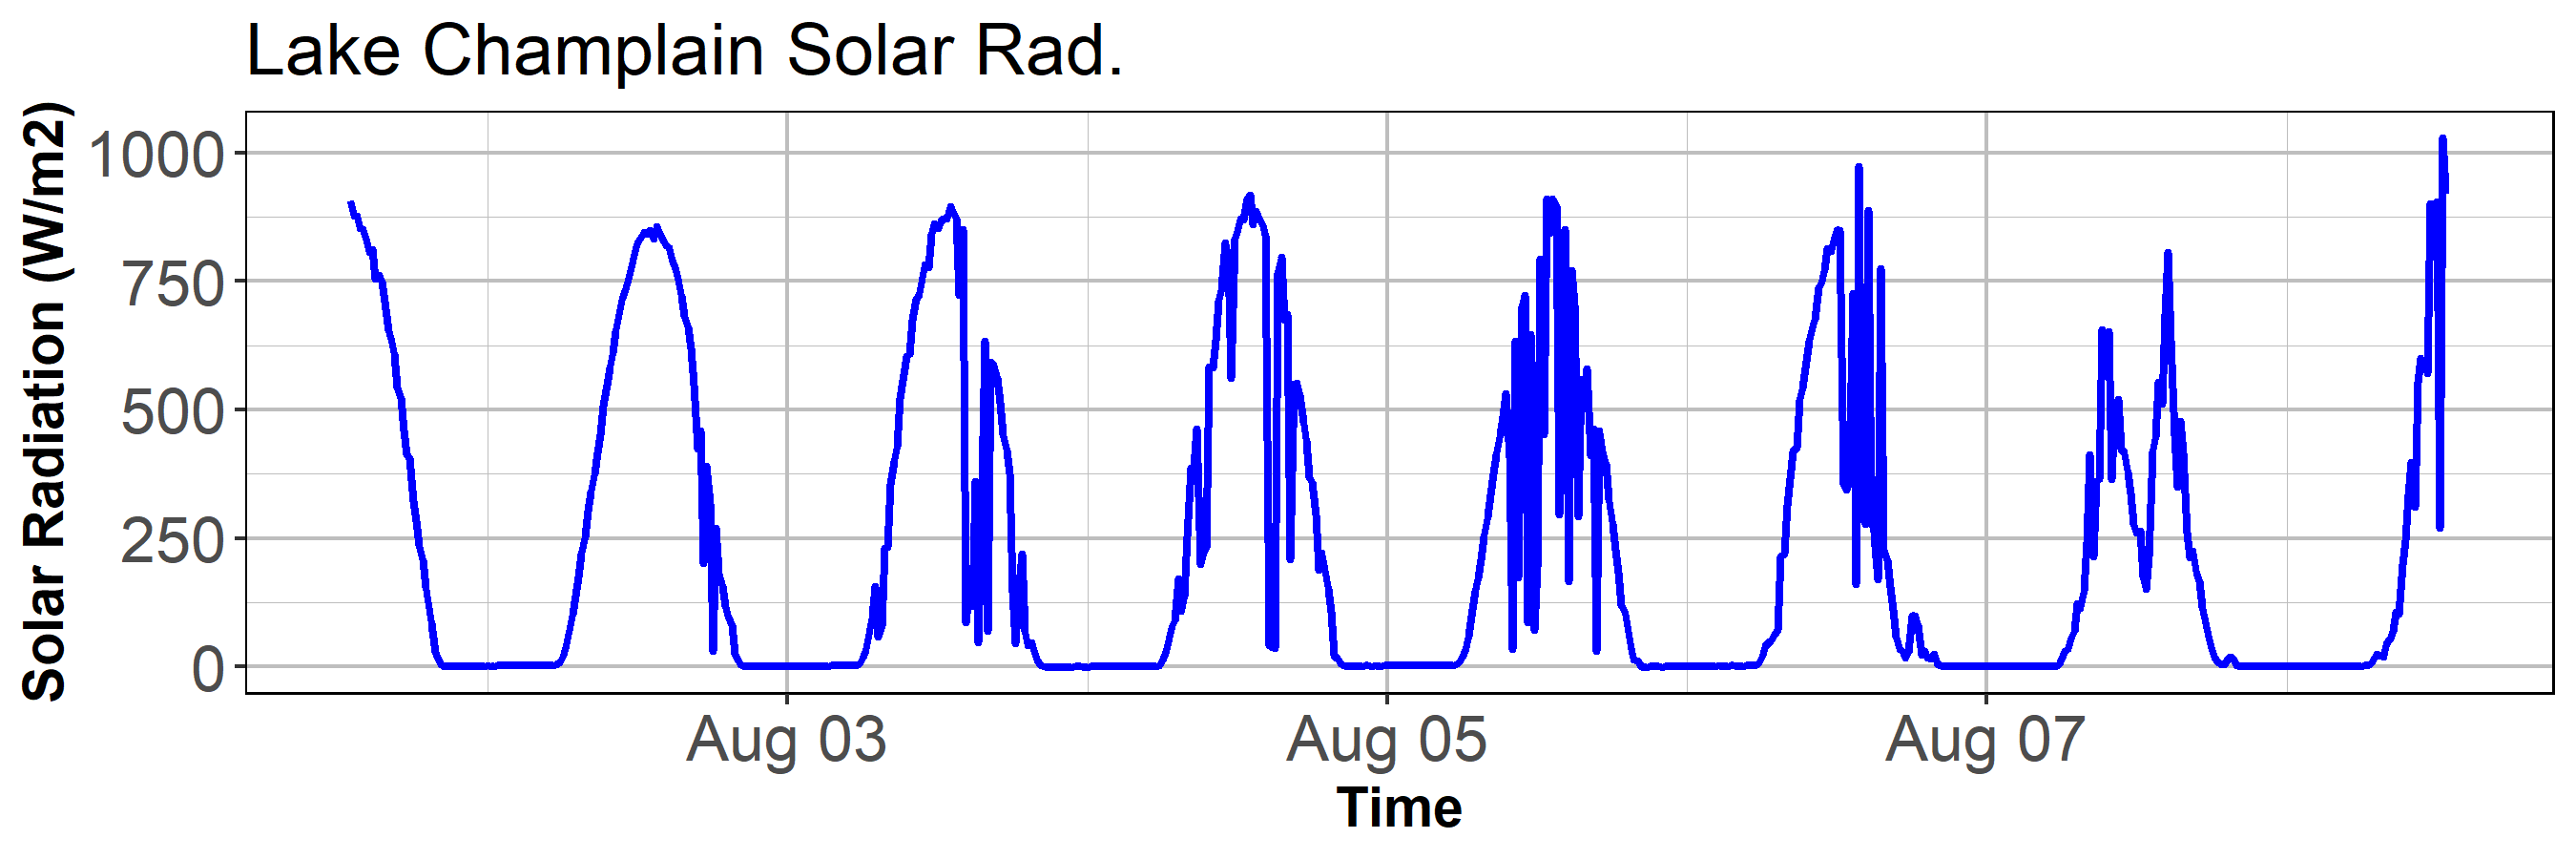 Lake Champlain Solar Rad.
Solar Radiation (W/m2)
1000
750
500
250
0
Aug 03 Aug 05 Aug 07
Time